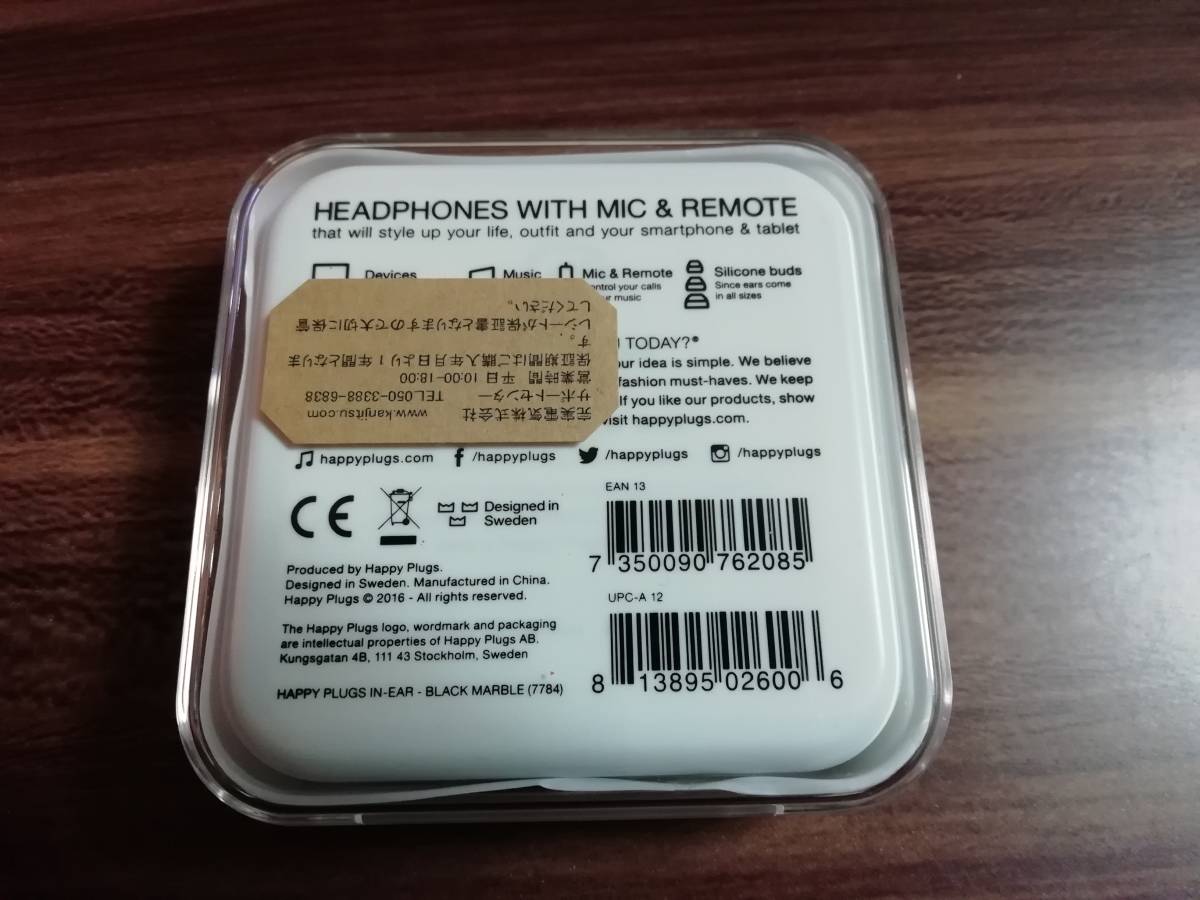 HEADPHONES WITH MIC & REMOTE
that will style up your life, outfit and your smartphone & tablet
Devices
Music
Mic & Remote
ontrol your calls
ur music
Silicone buds
Since ears come
in all sizes
完実電気株式会社 www.kanjitsu.com
サポートセンター TEL.050-3388-6838
営業時間 平日 10:00-18:00
保証期間はご購入年月日より1年間となりま
す。
レシートが保証書となりますので大切に保管
してください。
TODAY?®
ur idea is simple. We believe
fashion must-haves. We keep
If you like our products, show
visit happyplugs.com.
happyplugs.com /happyplugs /happyplugs /happyplugs
CE
Designed in
Sweden
EAN 13
7 350090 762085
Produced by Happy Plugs.
Designed in Sweden. Manufactured in China.
Happy Plugs © 2016 - All rights reserved.
UPC-A 12
8 13895 02600 6
The Happy Plugs logo, wordmark and packaging
are intellectual properties of Happy Plugs AB.
Kungsgatan 4B, 111 43 Stockholm, Sweden
HAPPY PLUGS IN-EAR - BLACK MARBLE (7784)